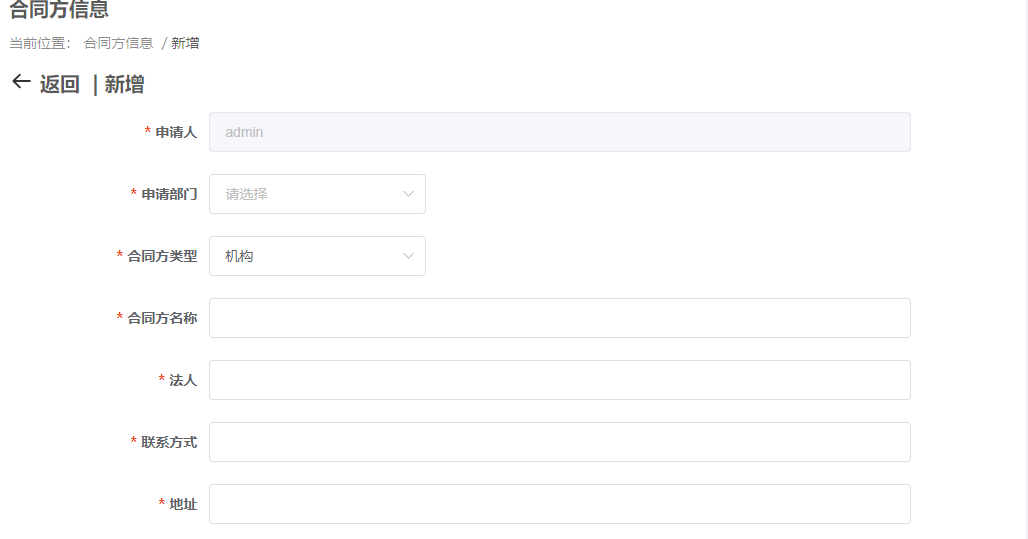 合同方信息
当前位置： 合同方信息 / 新增
返回 | 新增
* 申请人 admin
* 申请部门 请选择
* 合同方类型 机构
* 合同方名称
* 法人
* 联系方式
* 地址